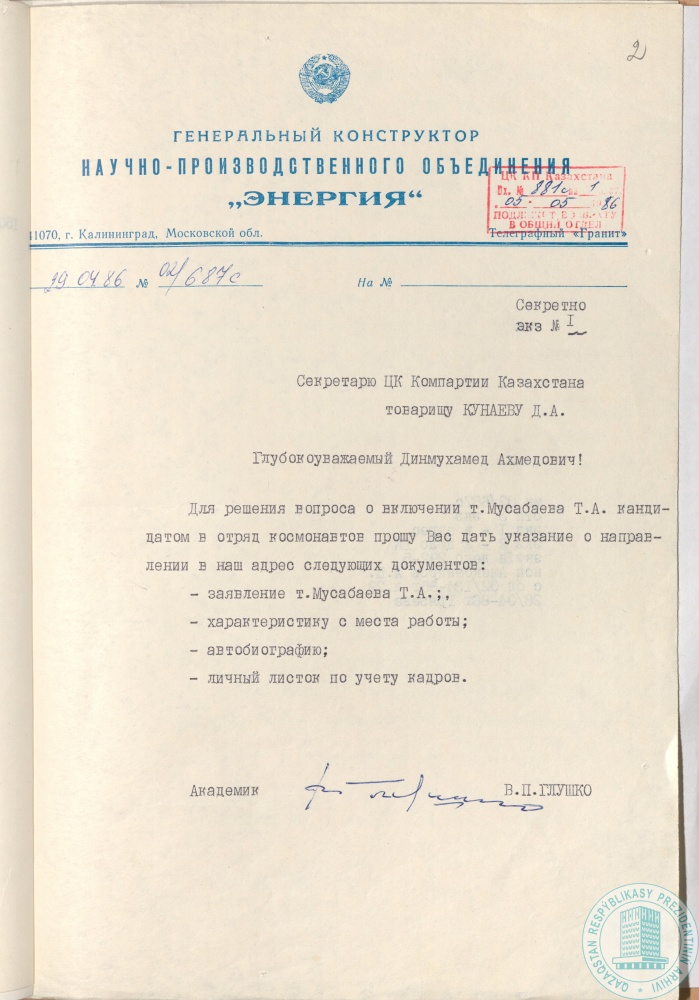 2
ГЕНЕРАЛЬНЫЙ КОНСТРУКТОР
НАУЧНО-ПРОИЗВОДСТВЕННОГО ОБЪЕДИНЕНИЯ
„ЭНЕРГИЯ“
ЦК КП Казахстана
Вх. № 881с 1
05 05 1986
ПОДЛЕЖИТ ВОЗВРАТУ
В ОБЩИЙ ОТДЕЛ
41070, г. Калининград, Московской обл. Телеграфный «Гранит»
29.04.86 № 02/687с На №
Секретно
экз № I
Секретарю ЦК Компартии Казахстана
товарищу КУНАЕВУ Д.А.
Глубокоуважаемый Динмухамед Ахмедович!
Для решения вопроса о включении т.Мусабаева Т.А. канди-
датом в отряд космонавтов прошу Вас дать указание о направ-
лении в наш адрес следующих документов:
- заявление т.Мусабаева Т.А.;,
- характеристику с места работы;
- автобиографию;
- личный листок по учету кадров.
Академик В.П.ГЛУШКО
QAZAQSTAN RESPÝBLIKASY PREZIDENTINIŃ ARHIVI